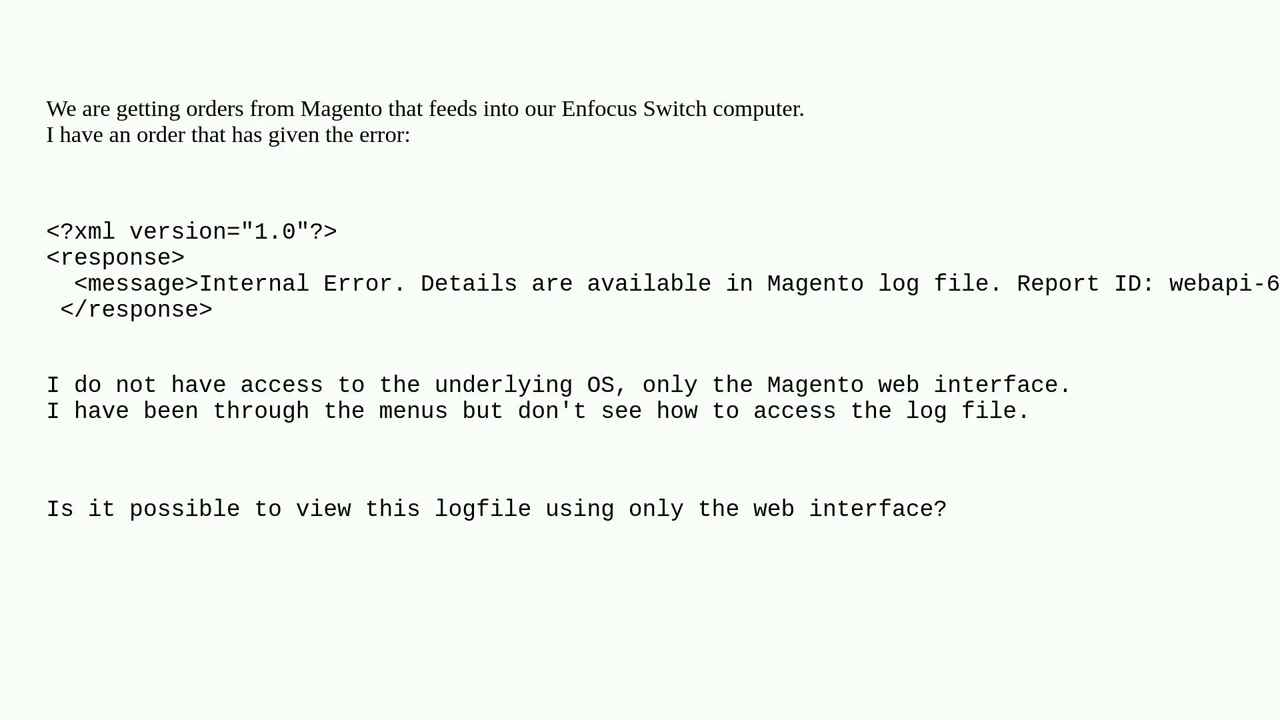 We are getting orders from Magento that feeds into our Enfocus Switch computer.
I have an order that has given the error:
<?xml version="1.0"?>
<response>
  <message>Internal Error. Details are available in Magento log file. Report ID: webapi-6
 </response>
I do not have access to the underlying OS, only the Magento web interface.
I have been through the menus but don't see how to access the log file.
Is it possible to view this logfile using only the web interface?